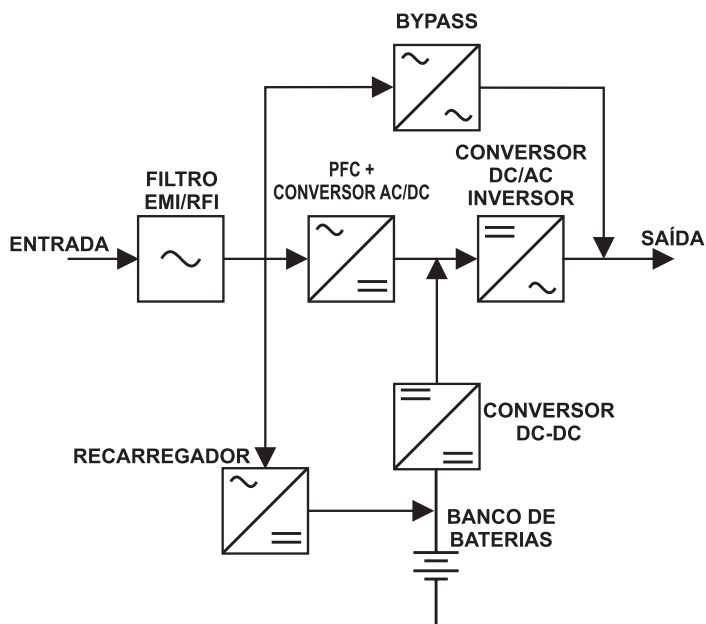 BYPASS
CONVERSOR
DC/AC
INVERSOR
PFC +
CONVERSOR AC/DC
FILTRO
EMI/RFI
ENTRADA
SAÍDA
CONVERSOR
DC-DC
RECARREGADOR
BANCO DE
BATERIAS